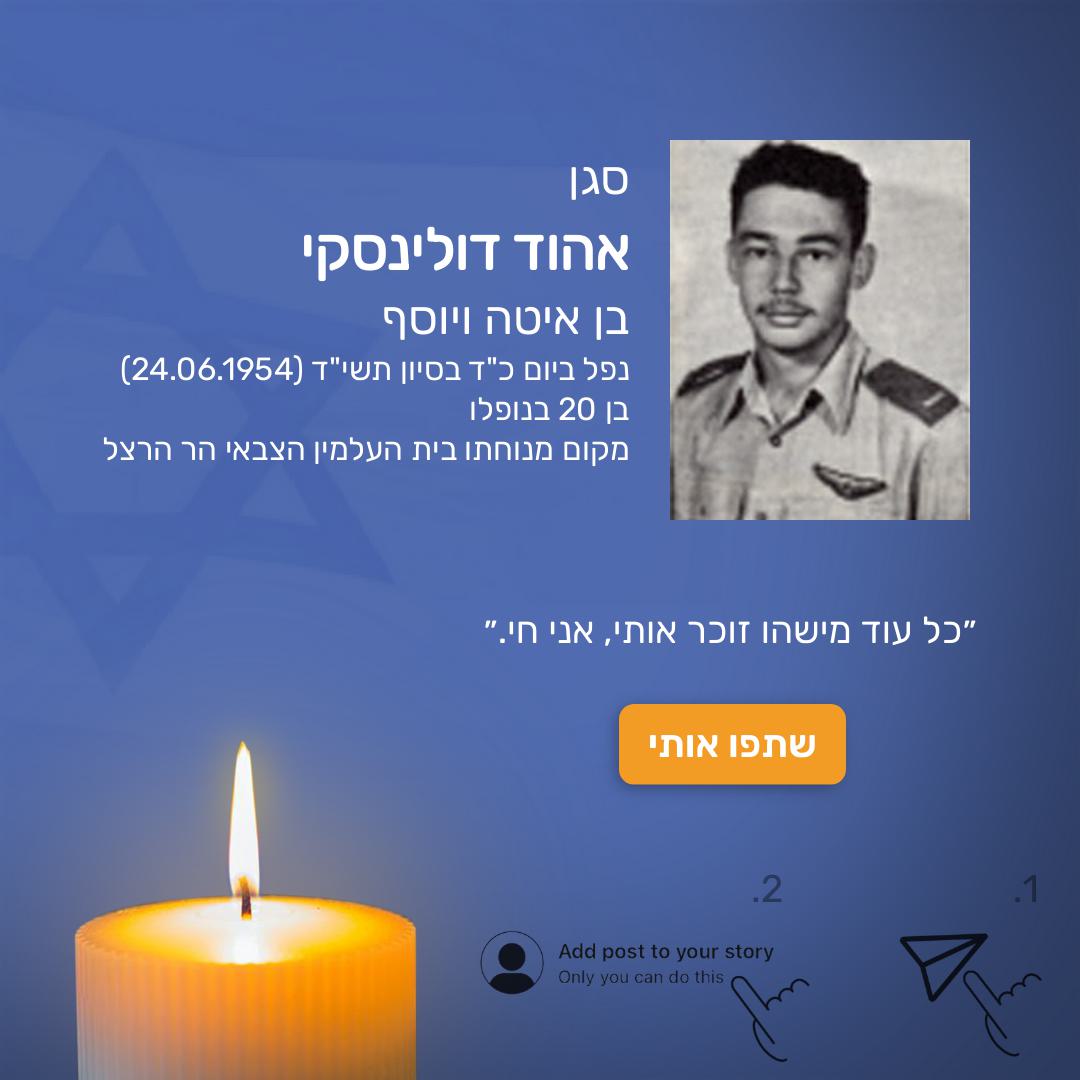 סגן
אהוד דולינסקי
בן איטה ויוסף
נפל ביום כ"ד בסיון תשי"ד (24.06.1954)
בן 20 בנופלו
מקום מנוחתו בית העלמין הצבאי הר הרצל
״כל עוד מישהו זוכר אותי, אני חי.״
שתפו אותי
1.
2.
Add post to your story
Only you can do this